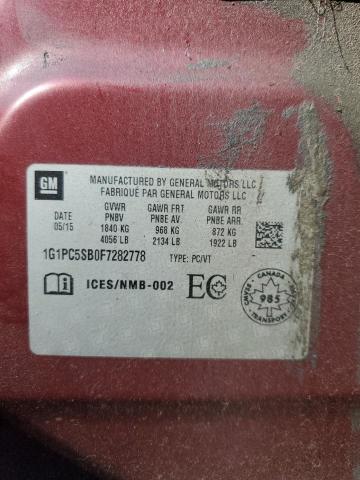 GM
MANUFACTURED BY GENERAL MOTORS LLC
FABRIQUÉ PAR GENERAL MOTORS LLC
GVWR GAWR FRT GAWR RR
DATE PNBV PNBE AV. PNBE ARR.
05/15 1840 KG 968 KG 872 KG
4056 LB 2134 LB 1922 LB
1G1PC5SB0F7282778 TYPE: PC/VT
ICES/NMB-002 EC
CANADA
985
TRANSPORT